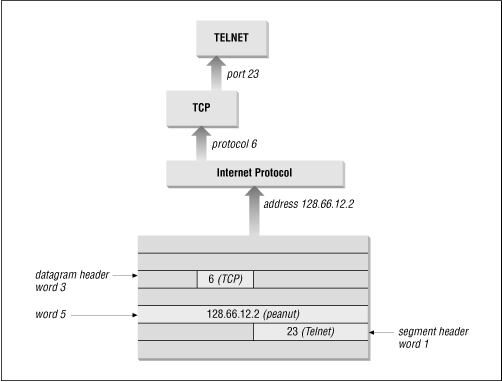 TELNET
port 23
TCP
protocol 6
Internet Protocol
address 128.66.12.2
datagram header
word 3
6 (TCP)
word 5
128.66.12.2 (peanut)
23 (Telnet)
segment header
word 1